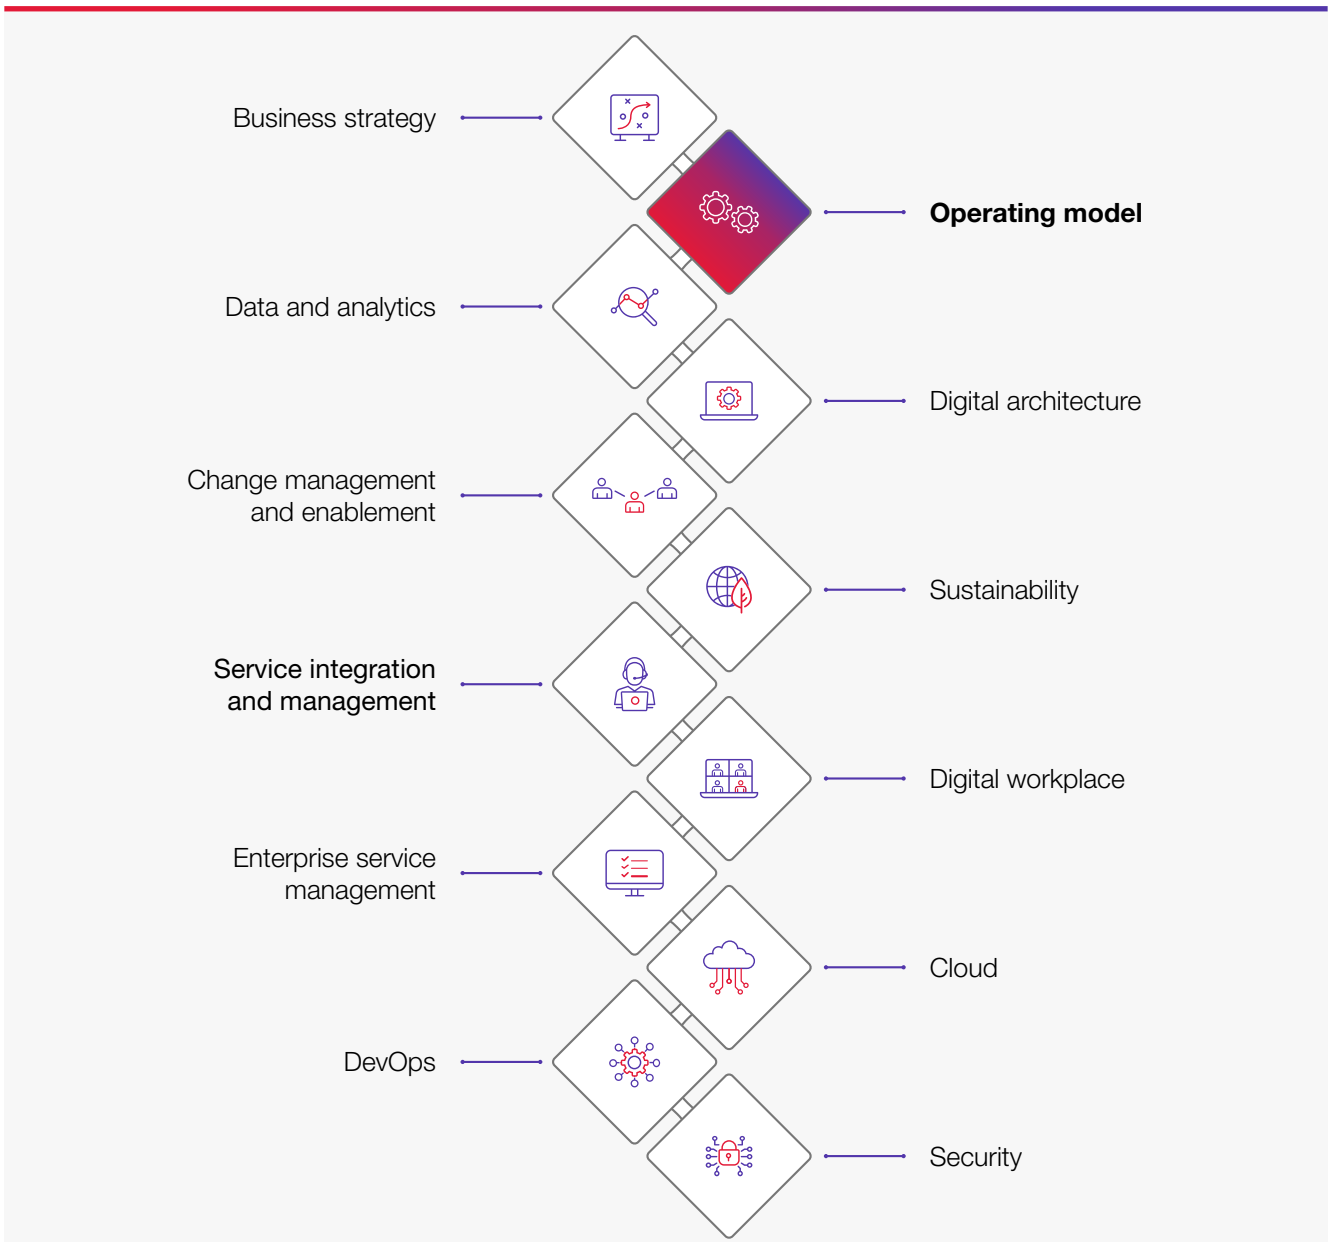 Business strategy
Operating model
Data and analytics
Digital architecture
Change management
and enablement
Sustainability
Service integration
and management
Digital workplace
Enterprise service
management
Cloud
DevOps
Security